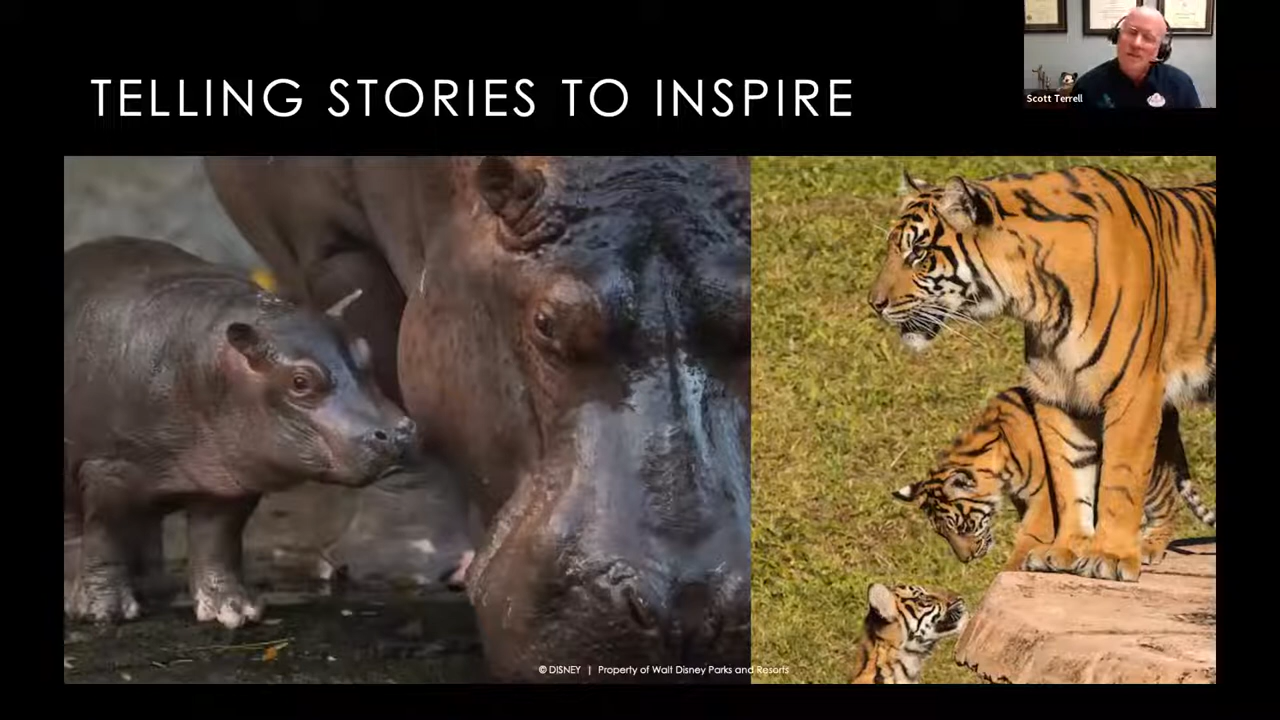 TELLING STORIES TO INSPIRE
Scott Terrell
© DISNEY | Property of Walt Disney Parks and Resorts